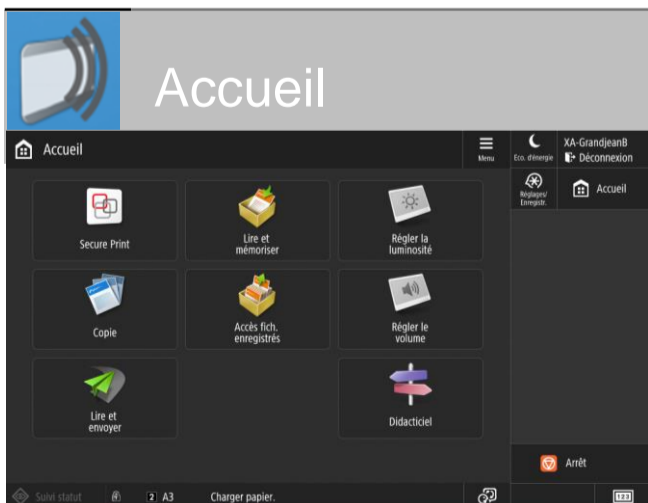 Accueil
Accueil
Menu
Eco. d'énergie
XA-GrandjeanB
Déconnexion
Réglages/
Enregistr.
Accueil
Secure Print
Lire et
mémoriser
Régler la
luminosité
Copie
Accès fich.
enregistrés
Régler le
volume
Lire et
envoyer
Didacticiel
Arrêt
Suivi statut
2 A3
Charger papier.
123